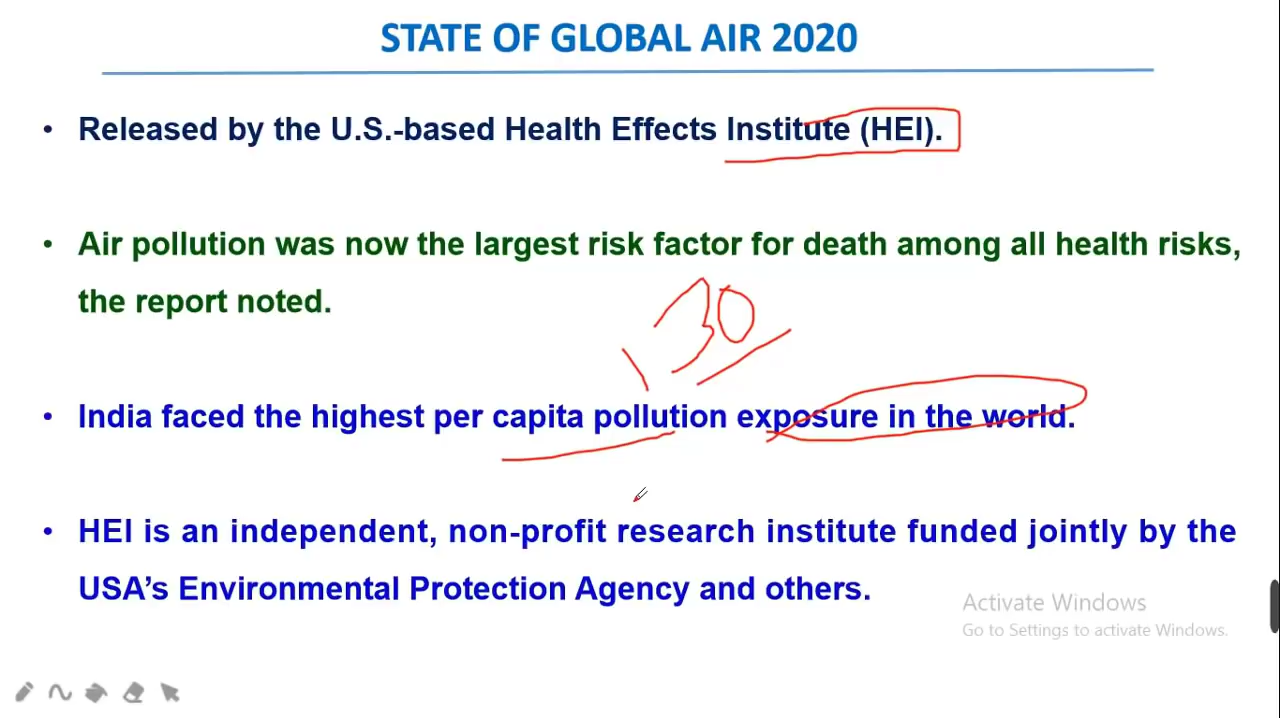 STATE OF GLOBAL AIR 2020
• Released by the U.S.-based Health Effects Institute (HEI).
• Air pollution was now the largest risk factor for death among all health risks,
the report noted.
30
• India faced the highest per capita pollution exposure in the world.
• HEI is an independent, non-profit research institute funded jointly by the
USA’s Environmental Protection Agency and others.
Activate Windows
Go to Settings to activate Windows.